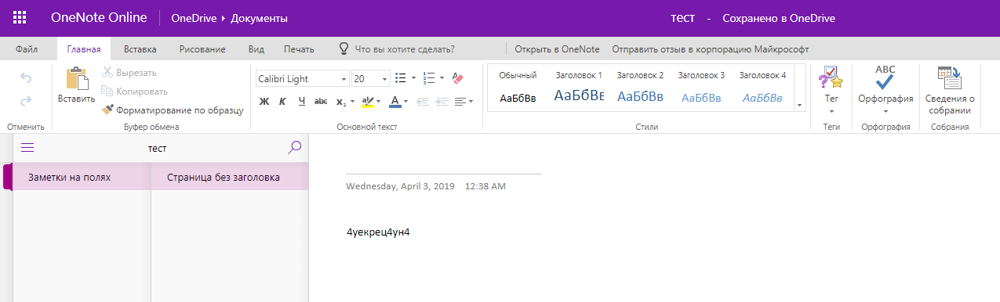 OneNote Online OneDrive Документы тест - Сохранено в OneDrive
Файл Главная Вставка Рисование Вид Печать Что вы хотите сделать? Открыть в OneNote Отправить отзыв в корпорацию Майкрософт
Вставить
Вырезать
Копировать
Форматирование по образцу
Calibri Light 20
Ж К Ч abc x₂ ab А
Обычный Заголовок 1 Заголовок 2 Заголовок 3 Заголовок 4
АаБбВв АаБбВв АаБбВв АаБбВв АаБбВв
Тег
ABC
Орфография
Сведения о
собрании
Отменить Буфер обмена Основной текст Стили Теги Орфография Собрания
тест
Заметки на полях Страница без заголовка
Wednesday, April 3, 2019 12:38 AM
4уекрец4ун4